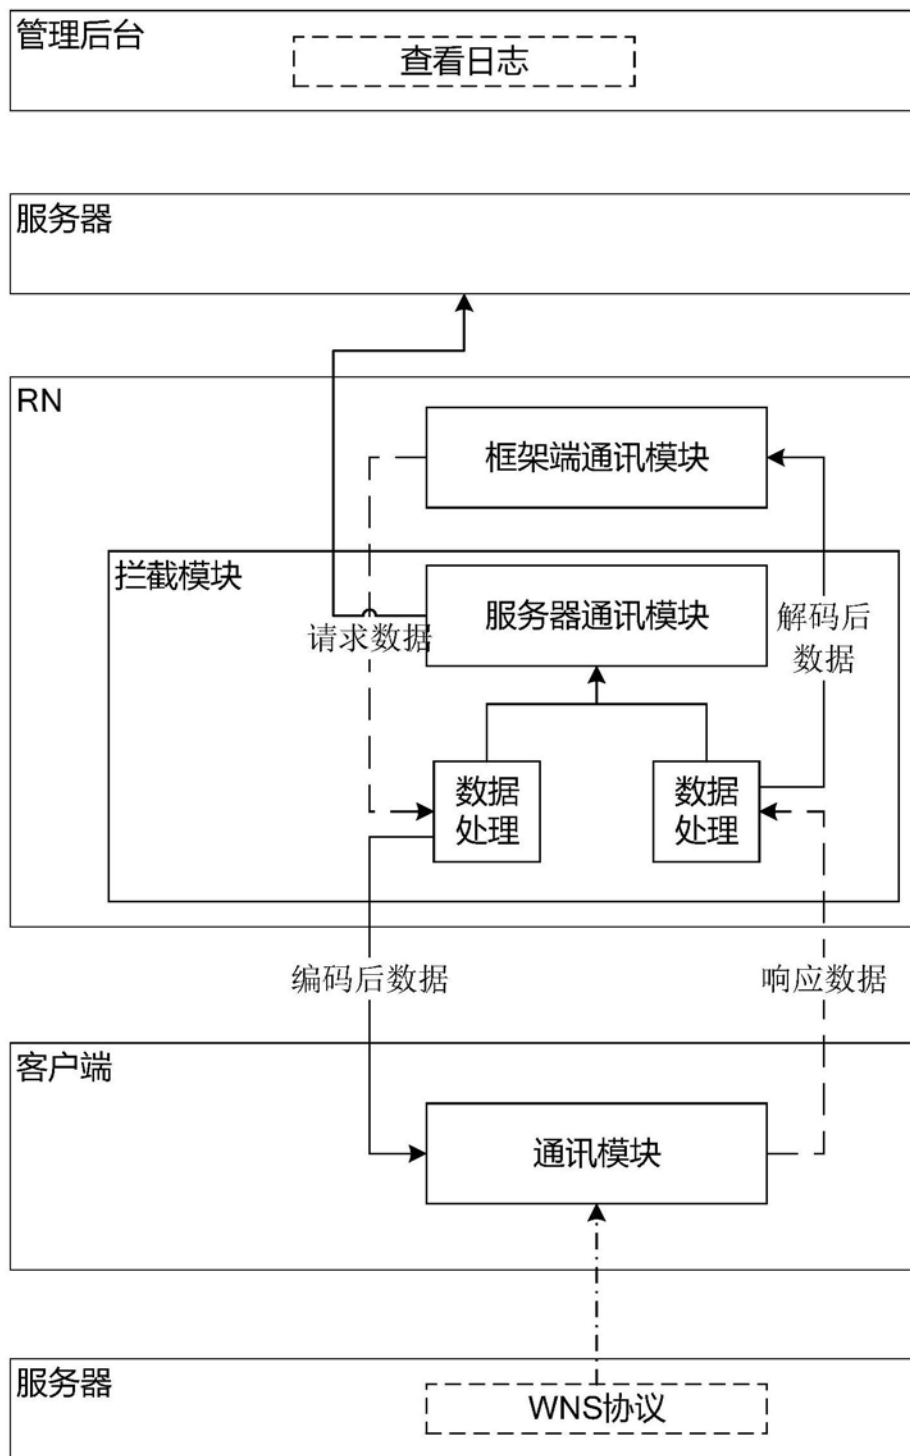 管理后台
查看日志
服务器
RN
框架端通讯模块
拦截模块
服务器通讯模块
请求数据
解码后
数据
数据
处理
数据
处理
编码后数据
响应数据
客户端
通讯模块
服务器
WNS协议